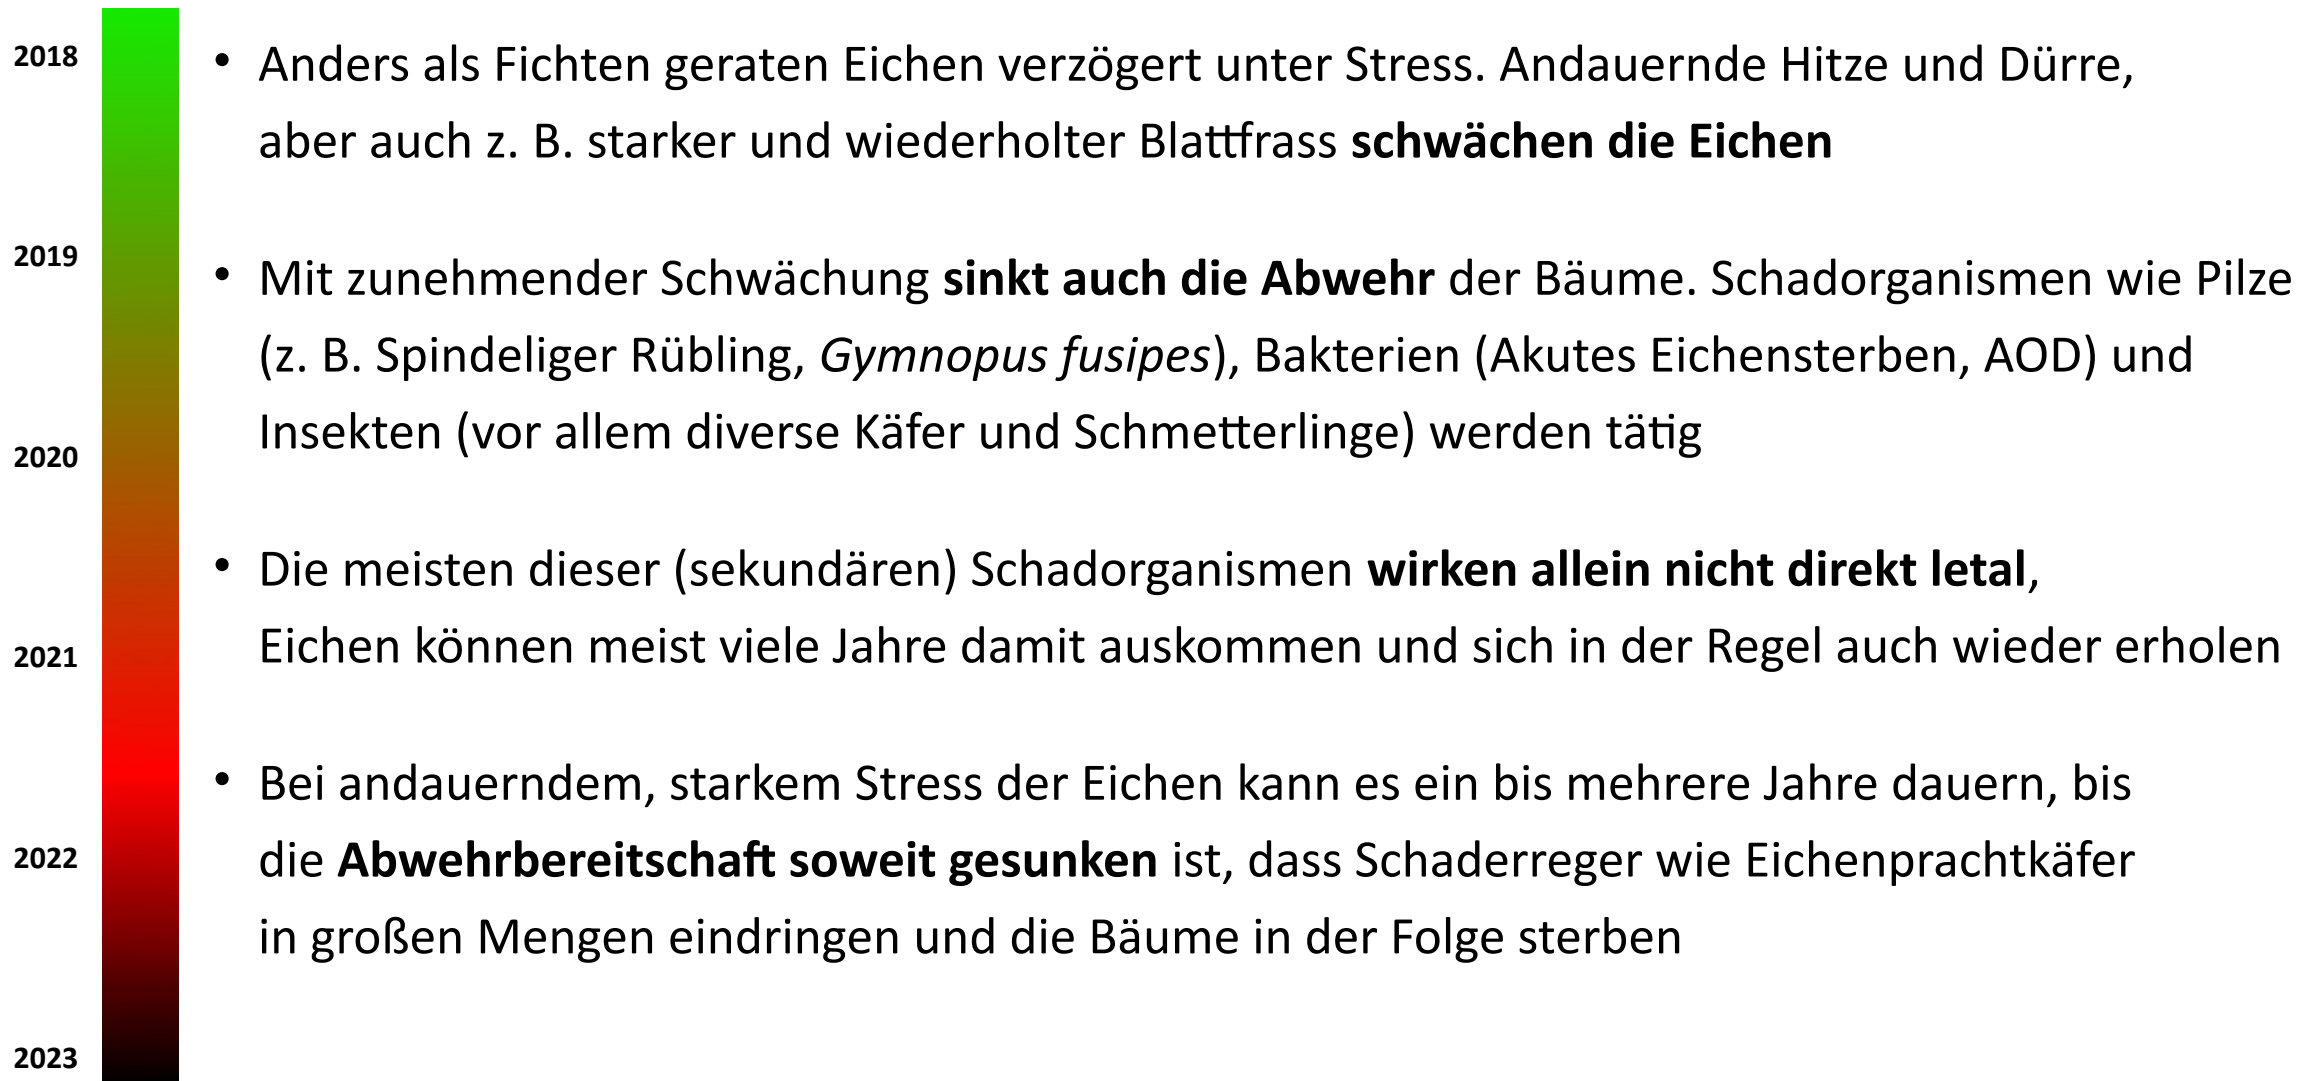 2018
• Anders als Fichten geraten Eichen verzögert unter Stress. Andauernde Hitze und Dürre,
aber auch z. B. starker und wiederholter Blattfrass schwächen die Eichen
2019
• Mit zunehmender Schwächung sinkt auch die Abwehr der Bäume. Schadorganismen wie Pilze
(z. B. Spindeliger Rübling, Gymnopus fusipes), Bakterien (Akutes Eichensterben, AOD) und
Insekten (vor allem diverse Käfer und Schmetterlinge) werden tätig
2020
• Die meisten dieser (sekundären) Schadorganismen wirken allein nicht direkt letal,
Eichen können meist viele Jahre damit auskommen und sich in der Regel auch wieder erholen
2021
• Bei andauerndem, starkem Stress der Eichen kann es ein bis mehrere Jahre dauern, bis
die Abwehrbereitschaft soweit gesunken ist, dass Schaderreger wie Eichenprachtkäfer
2022
in großen Mengen eindringen und die Bäume in der Folge sterben
2023